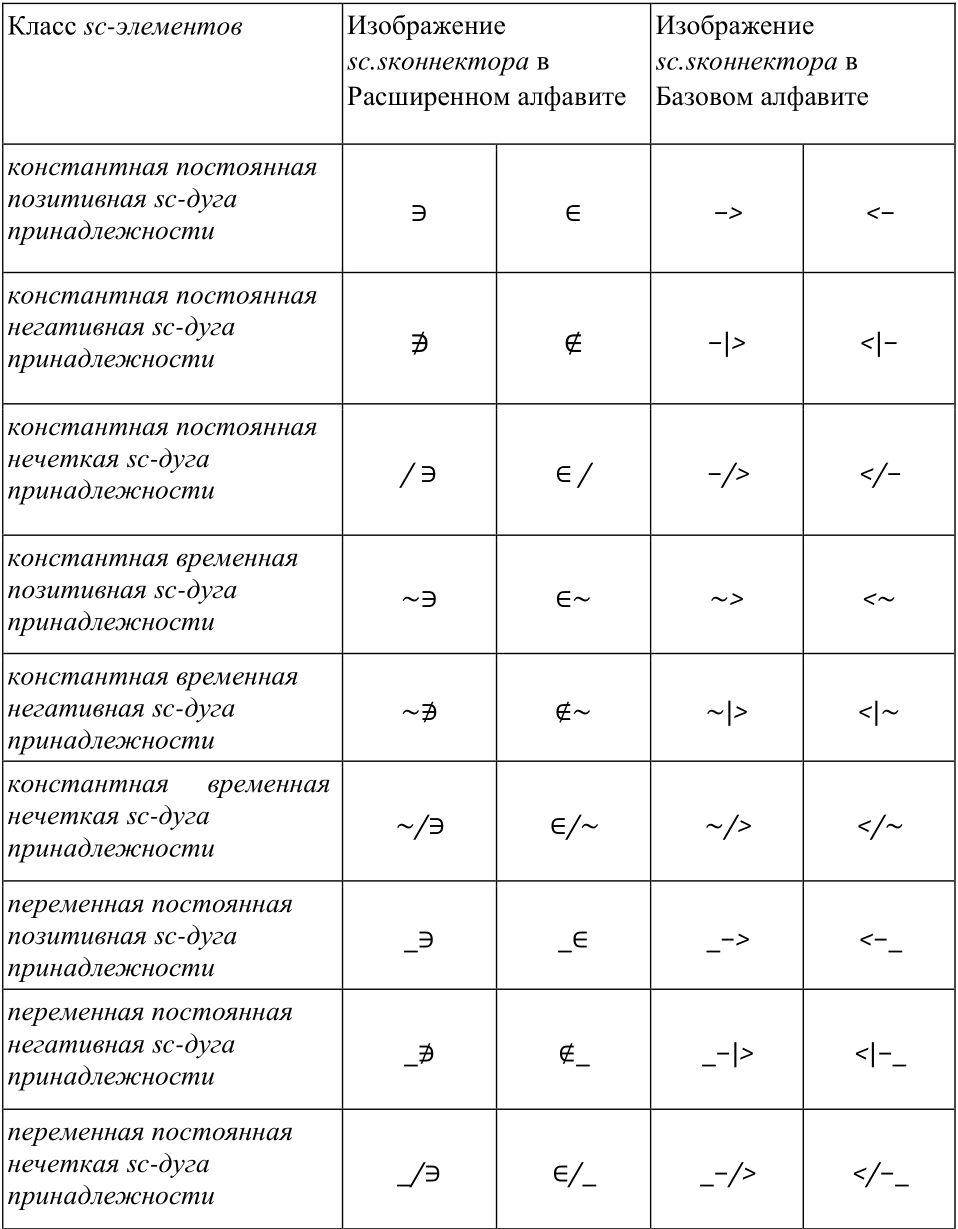 Класс sc-элементов
Изображение
sc.sконнектора в
Расширенном алфавите
Изображение
sc.sконнектора в
Базовом алфавите
константная постоянная
позитивная sc-дуга
принадлежности
∋
∈
−>
<−
константная постоянная
негативная sc-дуга
принадлежности
∌
∉
−|>
<|−
константная постоянная
нечеткая sc-дуга
принадлежности
/ ∋
∈ /
−/>
</−
константная временная
позитивная sc-дуга
принадлежности
~∋
∈~
~>
<~
константная временная
негативная sc-дуга
принадлежности
~∌
∉~
~|>
<|~
константная временная
нечеткая sc-дуга
принадлежности
~/∋
∈/~
~/>
</~
переменная постоянная
позитивная sc-дуга
принадлежности
_∋
_∈
_−>
<−_
переменная постоянная
негативная sc-дуга
принадлежности
_∌
∉_
_−|>
<|−_
переменная постоянная
нечеткая sc-дуга
принадлежности
_/∋
∈/_
_−/>
</−_